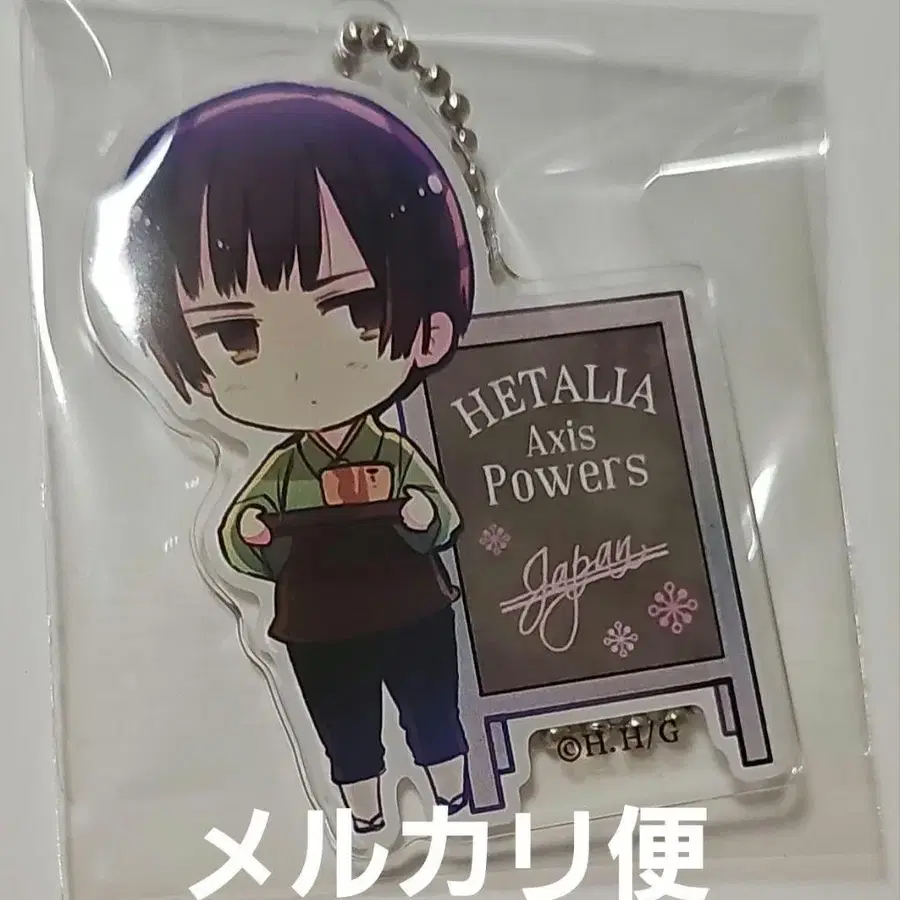 HETALIA
Axis
Powers
Japan
©H. H/G
メルカリ便